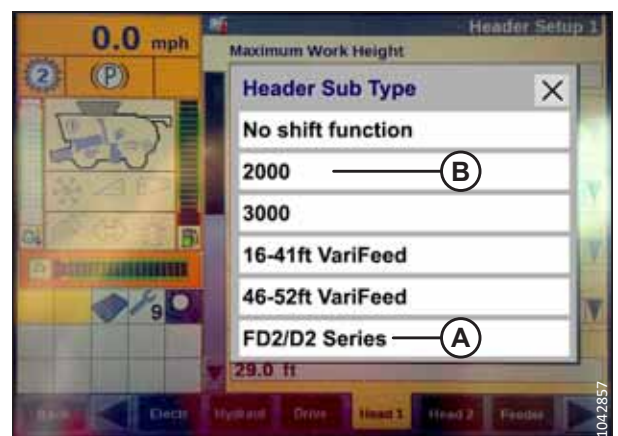 0.0 mph
Header Setup 1
Maximum Work Height
2
(P)
Header Sub Type
No shift function
2000
B
3000
16-41ft VariFeed
46-52ft VariFeed
FD2/D2 Series
A
9
29.0 ft
Back
Electr
Hydraul
Drive
Head 1
Head 2
Feeder
1042857